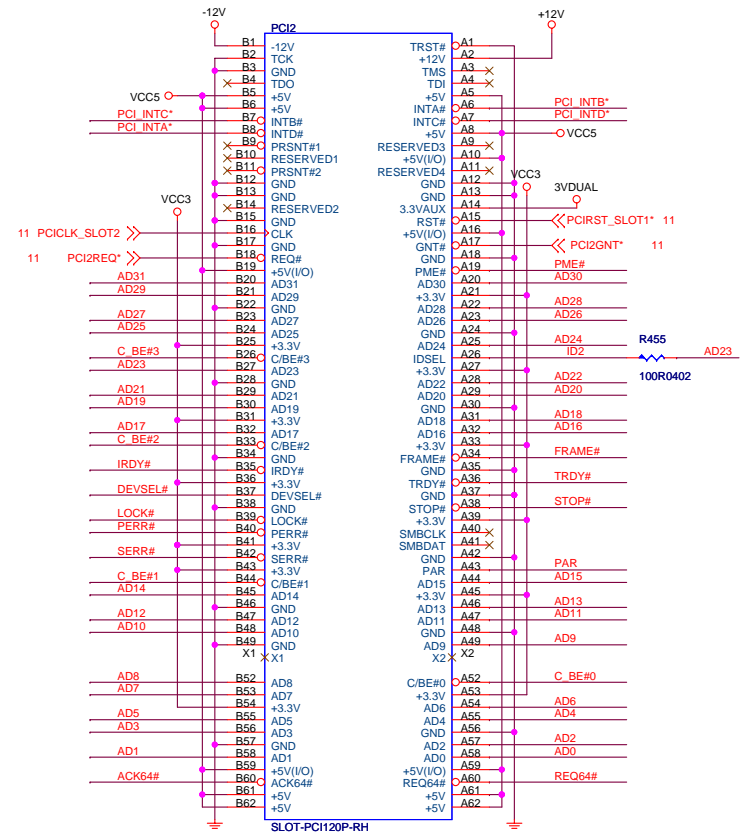 -12V +12V
PCI2
B1 -12V TRST# A1
B2 TCK +12V A2
B3 GND TMS A3
B4 TDO TDI A4
VCC5 B5 +5V +5V A5
B6 +5V INTA# A6 PCI_INTB*
PCI_INTC* B7 INTB# INTC# A7 PCI_INTD*
PCI_INTA* B8 INTD# +5V A8 VCC5
B9 PRSNT#1 RESERVED3 A9
B10 RESERVED1 +5V(I/O) A10
B11 PRSNT#2 RESERVED4 A11
B12 GND GND A12 VCC3
B13 GND GND A13 3VDUAL
VCC3 B14 RESERVED2 3.3VAUX A14
B15 GND RST# A15 PCIRST_SLOT1* 11
11 PCICLK_SLOT2 B16 CLK +5V(I/O) A16
B17 GND GNT# A17 PCI2GNT* 11
11 PCI2REQ* B18 REQ# GND A18
B19 +5V(I/O) PME# A19 PME#
AD31 B20 AD31 AD30 A20 AD30
AD29 B21 AD29 +3.3V A21
B22 GND AD28 A22 AD28
AD27 B23 AD27 AD26 A23 AD26
AD25 B24 AD25 GND A24
B25 +3.3V AD24 A25 AD24 R455
C_BE#3 B26 C/BE#3 IDSEL A26 ID2 AD23
AD23 B27 AD23 +3.3V A27 100R0402
B28 GND AD22 A28 AD22
AD21 B29 AD21 AD20 A29 AD20
AD19 B30 AD19 GND A30
B31 +3.3V AD18 A31 AD18
AD17 B32 AD17 AD16 A32 AD16
C_BE#2 B33 C/BE#2 +3.3V A33
B34 GND FRAME# A34 FRAME#
IRDY# B35 IRDY# GND A35
B36 +3.3V TRDY# A36 TRDY#
DEVSEL# B37 DEVSEL# GND A37
B38 GND STOP# A38 STOP#
LOCK# B39 LOCK# +3.3V A39
PERR# B40 PERR# SMBCLK A40
B41 +3.3V SMBDAT A41
SERR# B42 SERR# GND A42
B43 +3.3V PAR A43 PAR
C_BE#1 B44 C/BE#1 AD15 A44 AD15
AD14 B45 AD14 +3.3V A45
B46 GND AD13 A46 AD13
AD12 B47 AD12 AD11 A47 AD11
AD10 B48 AD10 GND A48
B49 GND AD9 A49 AD9
X1 X1 X2 X2
AD8 B52 AD8 C/BE#0 A52 C_BE#0
AD7 B53 AD7 +3.3V A53
B54 +3.3V AD6 A54 AD6
AD5 B55 AD5 AD4 A55 AD4
AD3 B56 AD3 GND A56
B57 GND AD2 A57 AD2
AD1 B58 AD1 AD0 A58 AD0
B59 +5V(I/O) +5V(I/O) A59
ACK64# B60 ACK64# REQ64# A60 REQ64#
B61 +5V +5V A61
B62 +5V +5V A62
SLOT-PCI120P-RH